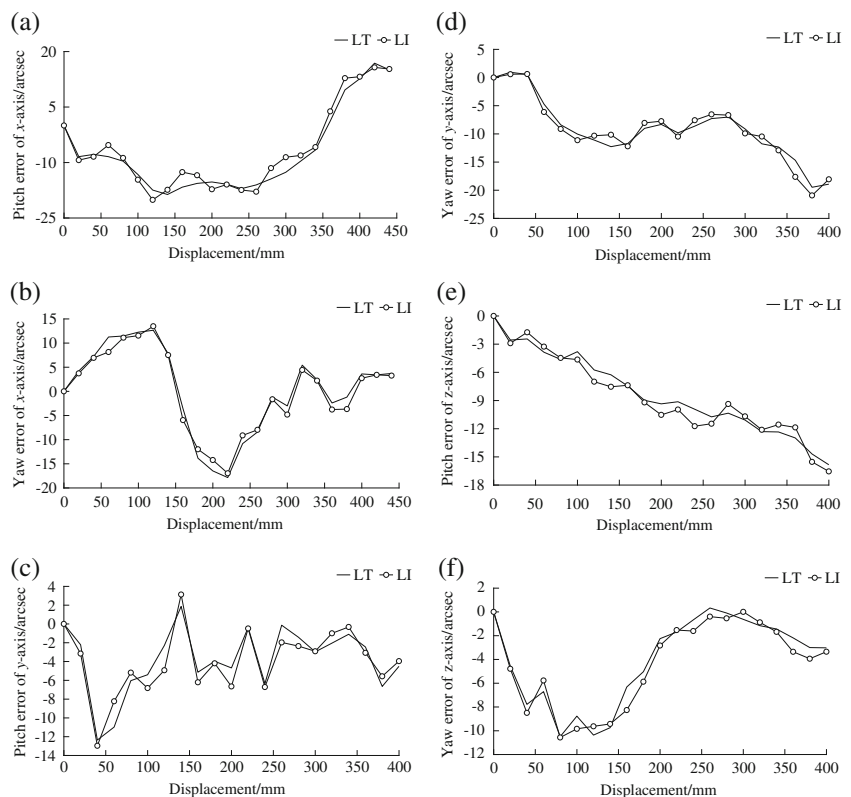 (a)
LT LI
20
5
-10
-25
Pitch error of x-axis/arcsec
0 50 100 150 200 250 300 350 400 450
Displacement/mm
(d)
LT LI
5
0
-5
-10
-15
-20
-25
Yaw error of y-axis/arcsec
0 50 100 150 200 250 300 350 400
Displacement/mm
(b)
LT LI
15
10
5
0
-5
-10
-15
-20
Yaw error of x-axis/arcsec
0 50 100 150 200 250 300 350 400 450
Displacement/mm
(e)
LT LI
0
-3
-6
-9
-12
-15
-18
Pitch error of z-axis/arcsec
0 50 100 150 200 250 300 350 400
Displacement/mm
(c)
LT LI
4
2
0
-2
-4
-6
-8
-10
-12
-14
Pitch error of y-axis/arcsec
0 50 100 150 200 250 300 350 400
Displacement/mm
(f)
LT LI
2
0
-2
-4
-6
-8
-10
-12
Yaw error of z-axis/arcsec
0 50 100 150 200 250 300 350 400
Displacement/mm